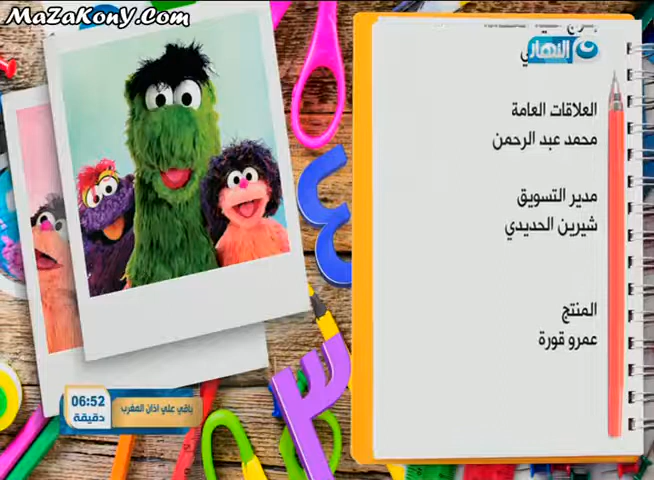 MaZaKonY.Com
النهار
العلاقات العامة
محمد عبد الرحمن
مدير التسويق
شيرين الحديدي
المنتج
عمرو قورة
06:52
دقيقة
باقي علي اذان المغرب